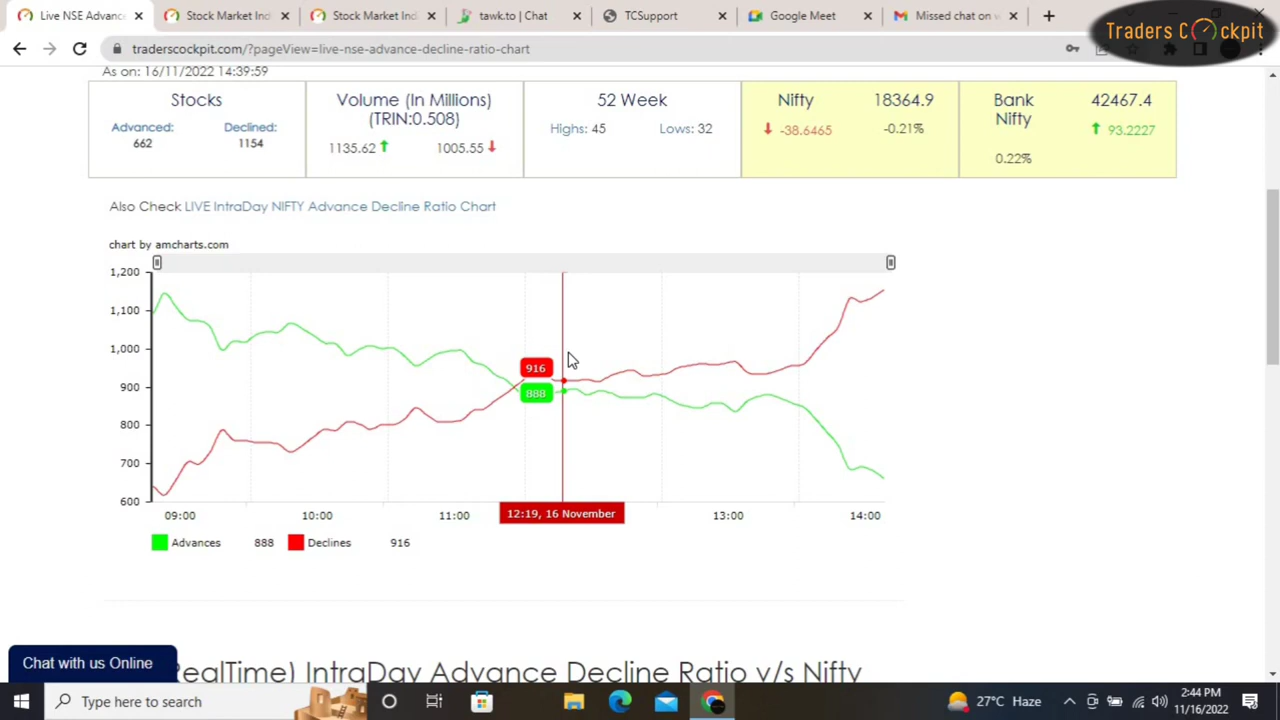 Live NSE Advanc
Stock Market Ind
Stock Market Ind
tawk.to | Chat
TCSupport
Google Meet
Missed chat on w
Traders Cockpit
traderscockpit.com/?pageView=live-nse-advance-decline-ratio-chart
As on: 16/11/2022 14:39:59
Stocks
Advanced: Declined:
662 1154
Volume (In Millions)
(TRIN:0.508)
1135.62 1005.55
52 Week
Highs: 45 Lows: 32
Nifty 18364.9
-38.6465 -0.21%
Bank Nifty 42467.4
93.2227
0.22%
Also Check LIVE IntraDay NIFTY Advance Decline Ratio Chart
chart by amcharts.com
1,200
1,100
1,000
900
800
700
600
916
888
09:00 10:00 11:00 12:19, 16 November 13:00 14:00
Advances 888 Declines 916
RealTime) IntraDay Advance Decline Ratio v/s Nifty
Chat with us Online
Type here to search
27°C Haze
2:44 PM
11/16/2022